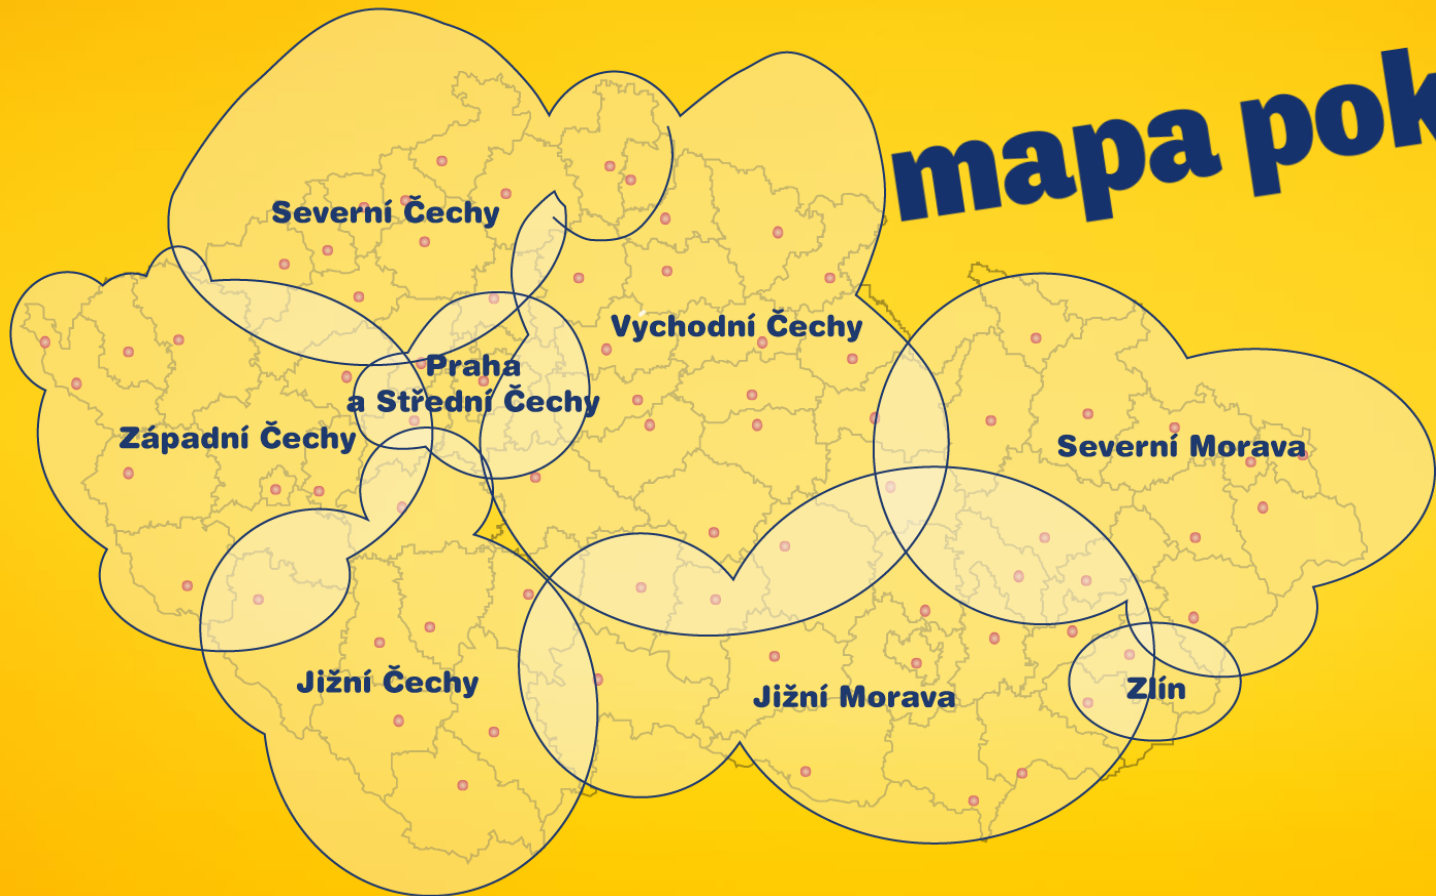 mapa pok
Severní Čechy
Vychodní Čechy
Praha
a Střední Čechy
Západní Čechy
Severní Morava
Jižní Čechy
Jižní Morava
Zlín